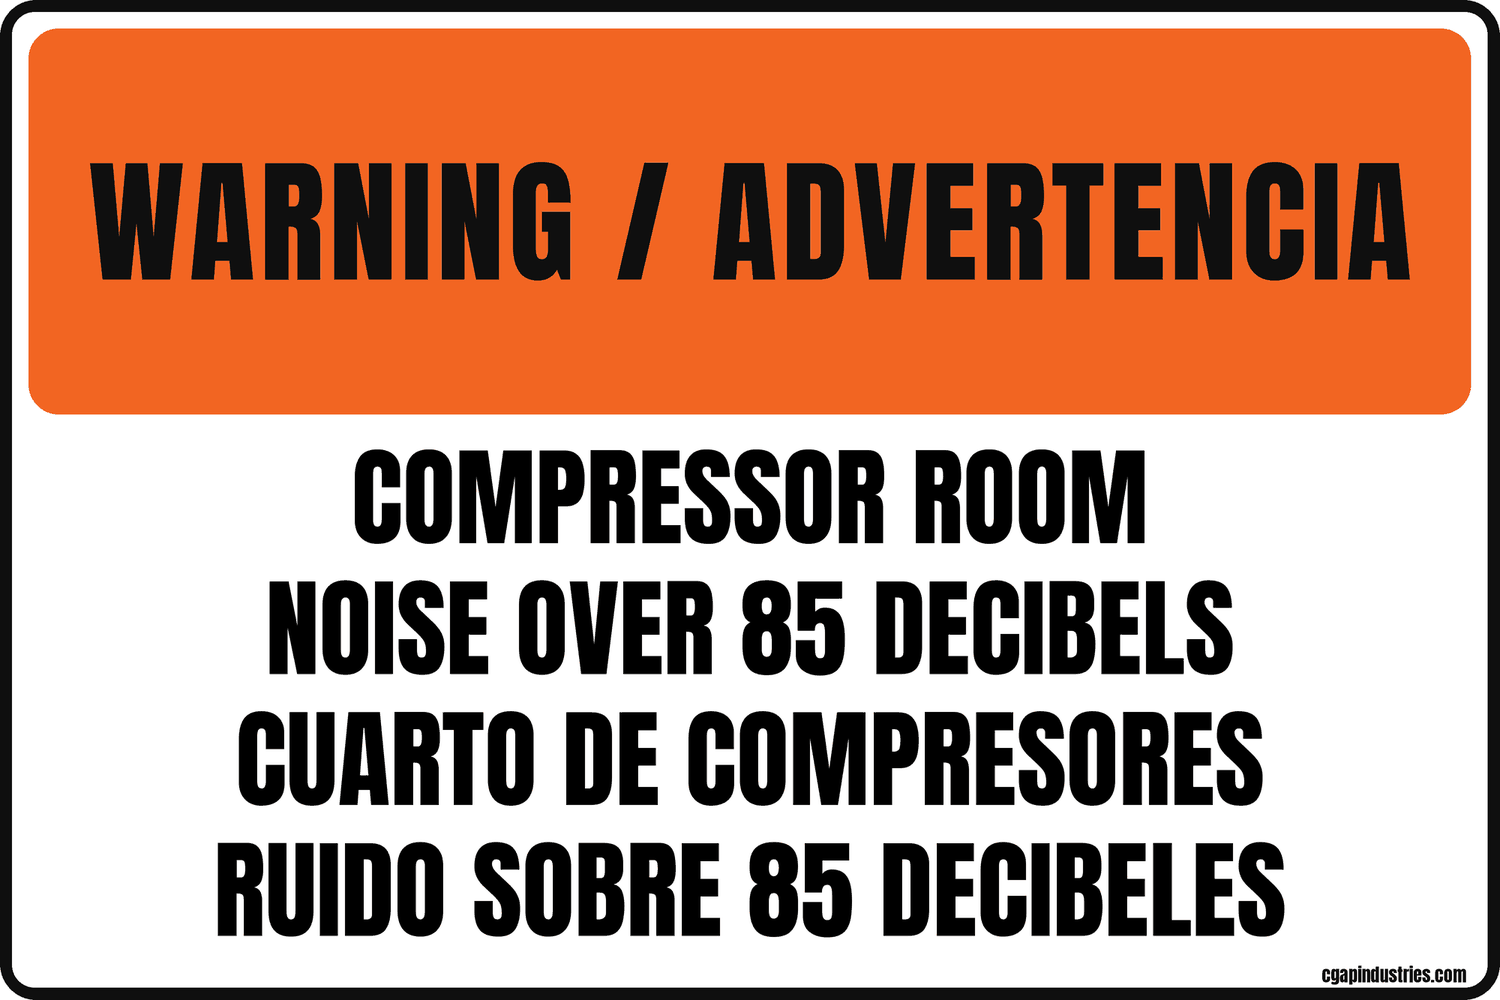 WARNING / ADVERTENCIA
COMPRESSOR ROOM
NOISE OVER 85 DECIBELS
CUARTO DE COMPRESORES
RUIDO SOBRE 85 DECIBELES
cgapindustries.com